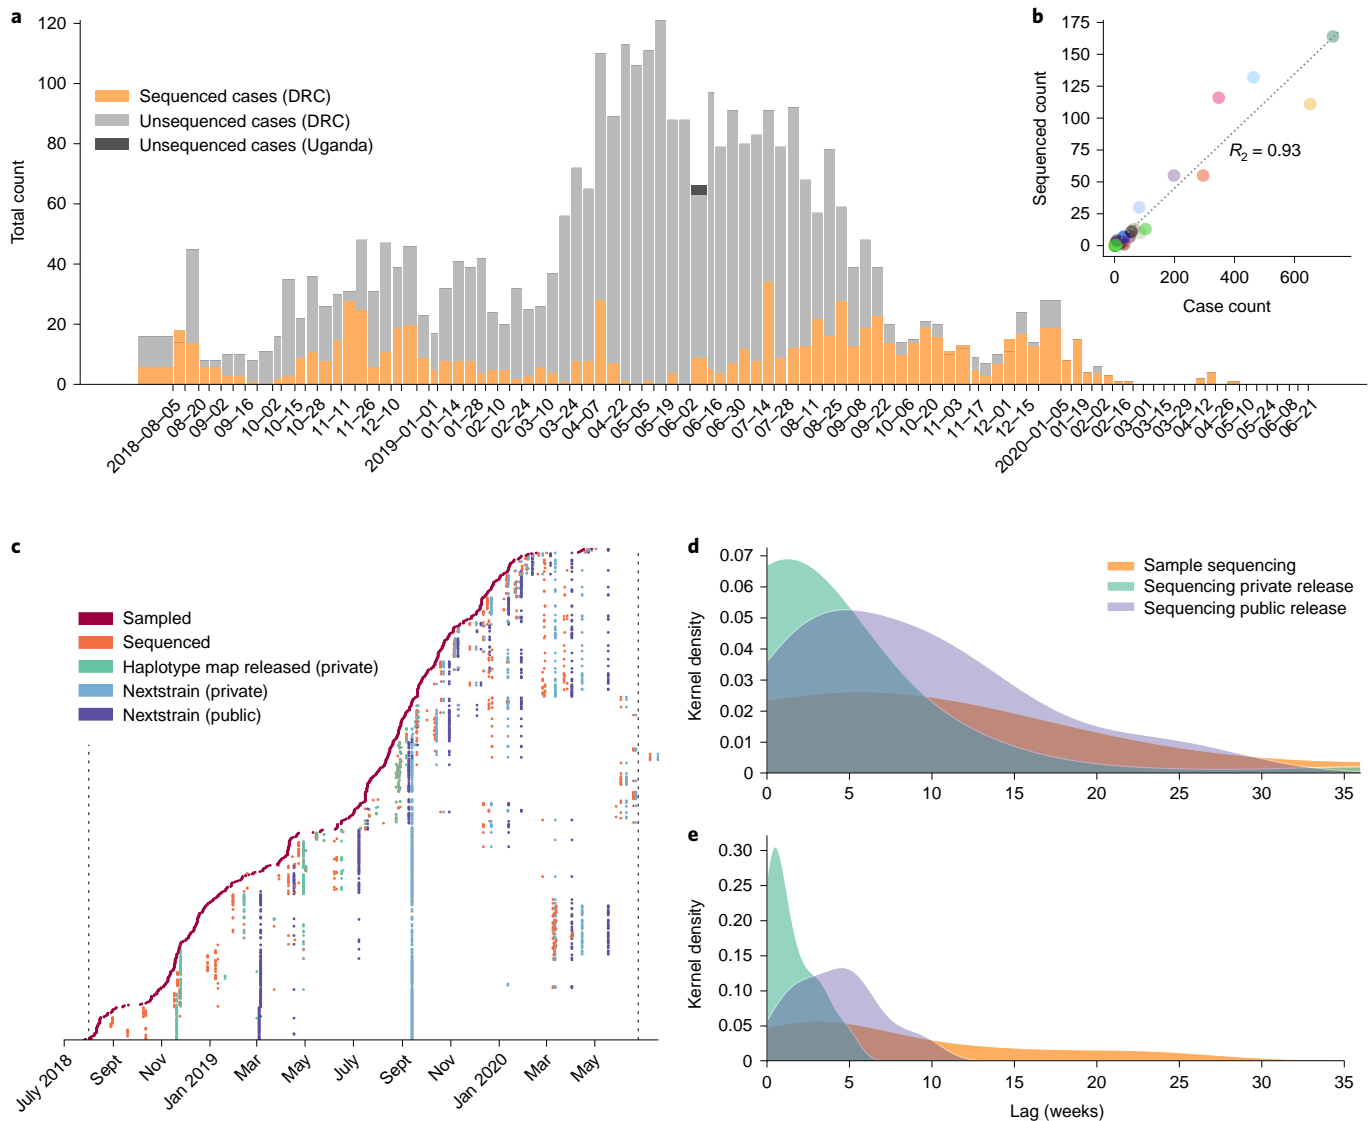 a
Total count
120
100
80
60
40
20
0
Sequenced cases (DRC)
Unsequenced cases (DRC)
Unsequenced cases (Uganda)
2018–08–05
08–20
09–02
09–16
10–02
10–15
10–28
11–11
11–26
12–10
2019–01–01
01–14
01–28
02–10
02–24
03–10
03–24
04–07
04–22
05–05
05–19
06–02
06–16
06–30
07–14
07–28
08–11
08–25
09–08
09–22
10–06
10–20
11–03
11–17
12–01
12–15
2020–01–05
01–19
02–02
02–16
03–01
03–15
03–29
04–12
04–26
05–10
05–24
06–08
06–21
b
Sequenced count
175
150
125
100
75
50
25
0
R2 = 0.93
0 200 400 600
Case count
c
Sampled
Sequenced
Haplotype map released (private)
Nextstrain (private)
Nextstrain (public)
July 2018
Sept
Nov
Jan 2019
Mar
May
July
Sept
Nov
Jan 2020
Mar
May
d
Kernel density
0.07
0.06
0.05
0.04
0.03
0.02
0.01
0
Sample sequencing
Sequencing private release
Sequencing public release
0 5 10 15 20 25 30 35
e
Kernel density
0.30
0.25
0.20
0.15
0.10
0.05
0
0 5 10 15 20 25 30 35
Lag (weeks)